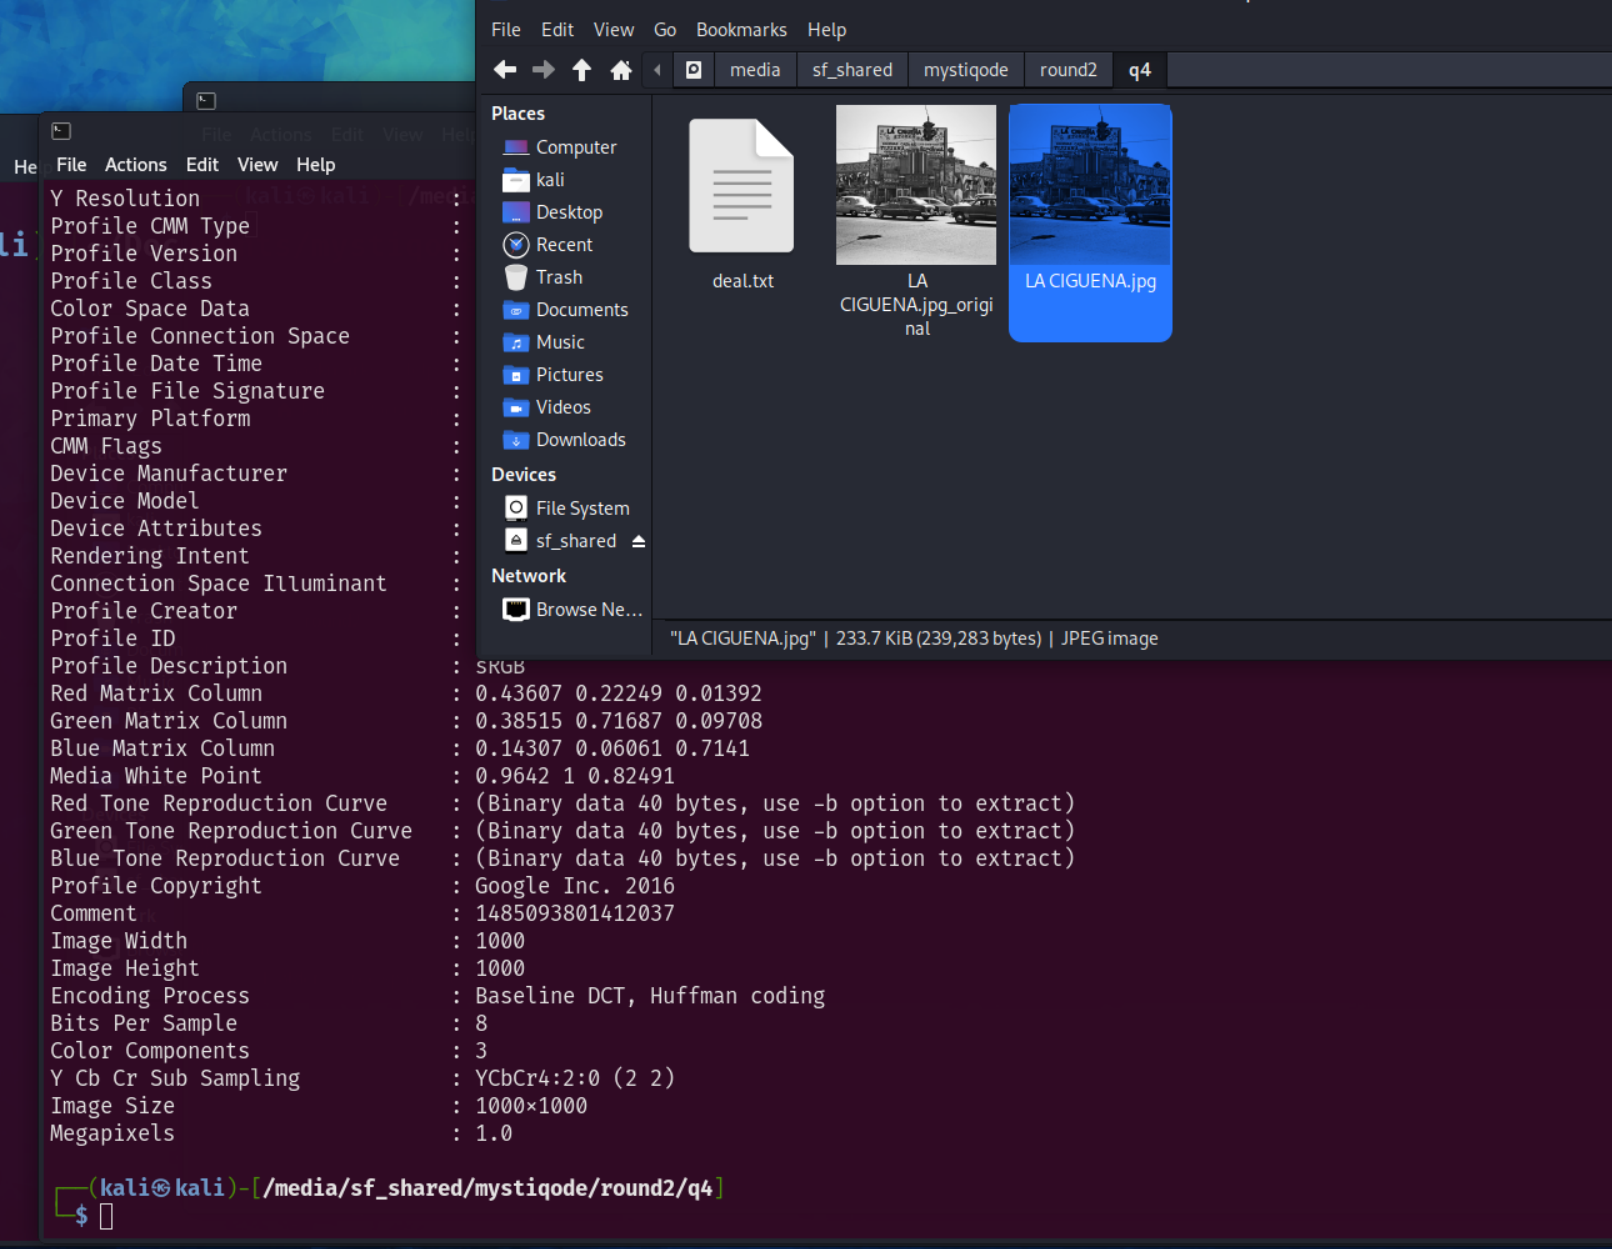 File Edit View Go Bookmarks Help
media sf_shared mystiqode round2 q4
Places
Computer
kali
Desktop
Recent
Trash
Documents
Music
Pictures
Videos
Downloads
Devices
File System
sf_shared
Network
Browse Ne...
deal.txt
LA
CIGUENA.jpg_origi
nal
LA CIGUENA.jpg
"LA CIGUENA.jpg" | 233.7 KiB (239,283 bytes) | JPEG image
File Actions Edit View Help
He
File Actions Edit View Help
li
Y Resolution :
Profile CMM Type :
Profile Version :
Profile Class :
Color Space Data :
Profile Connection Space :
Profile Date Time :
Profile File Signature :
Primary Platform :
CMM Flags :
Device Manufacturer :
Device Model :
Device Attributes :
Rendering Intent :
Connection Space Illuminant :
Profile Creator :
Profile ID :
Profile Description : sRGB
Red Matrix Column : 0.43607 0.22249 0.01392
Green Matrix Column : 0.38515 0.71687 0.09708
Blue Matrix Column : 0.14307 0.06061 0.7141
Media White Point : 0.9642 1 0.82491
Red Tone Reproduction Curve : (Binary data 40 bytes, use -b option to extract)
Green Tone Reproduction Curve : (Binary data 40 bytes, use -b option to extract)
Blue Tone Reproduction Curve : (Binary data 40 bytes, use -b option to extract)
Profile Copyright : Google Inc. 2016
Comment : 1485093801412037
Image Width : 1000
Image Height : 1000
Encoding Process : Baseline DCT, Huffman coding
Bits Per Sample : 8
Color Components : 3
Y Cb Cr Sub Sampling : YCbCr4:2:0 (2 2)
Image Size : 1000×1000
Megapixels : 1.0
(kali㉿kali)-[/media/sf_shared/mystiqode/round2/q4]
$